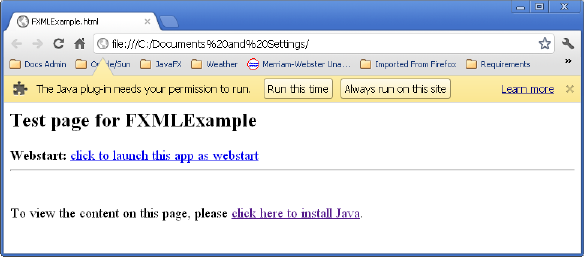 FXMLExample.html
file:///C:/Documents%20and%20Settings/
Docs Admin Oracle/Sun JavaFX Weather Merriam-Webster Una... Imported From Firefox Requirements »
The Java plug-in needs your permission to run. Run this time Always run on this site Learn more
Test page for FXMLExample
Webstart: click to launch this app as webstart
To view the content on this page, please click here to install Java.